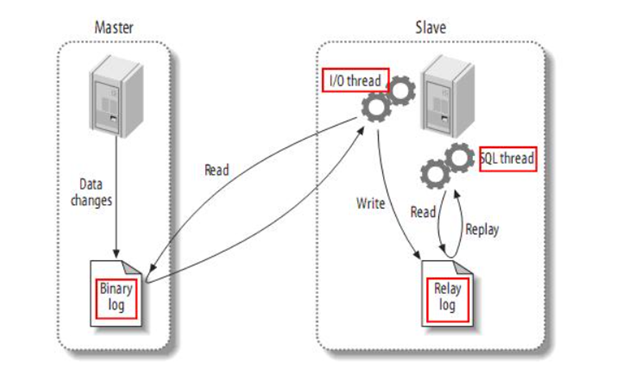 Master
Slave
I/O thread
SQL thread
Read
Data
changes
Write
Read
Replay
Binary
log
Relay
log